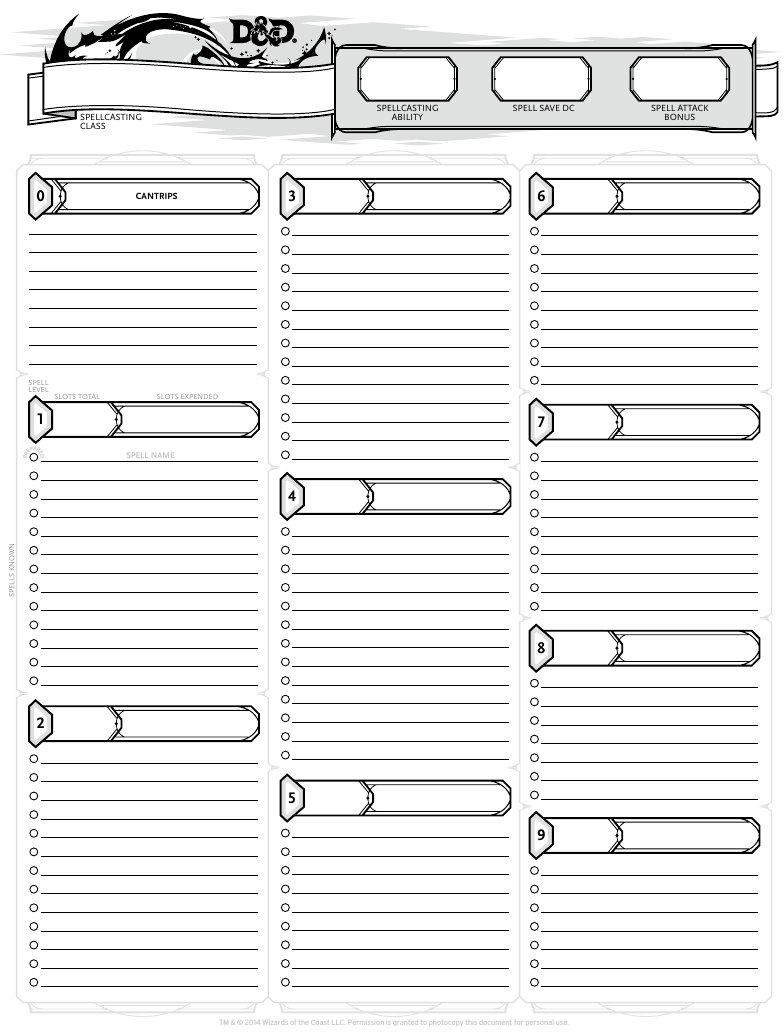 D&D
SPELLCASTING
CLASS
SPELLCASTING
ABILITY
SPELL SAVE DC
SPELL ATTACK
BONUS
0
CANTRIPS
SPELL
LEVEL
SLOTS TOTAL
SLOTS EXPENDED
1
PREPARED
SPELL NAME
SPELLS KNOWN
2
3
4
5
6
7
8
9
TM & © 2014 Wizards of the Coast LLC. Permission is granted to photocopy this document for personal use.